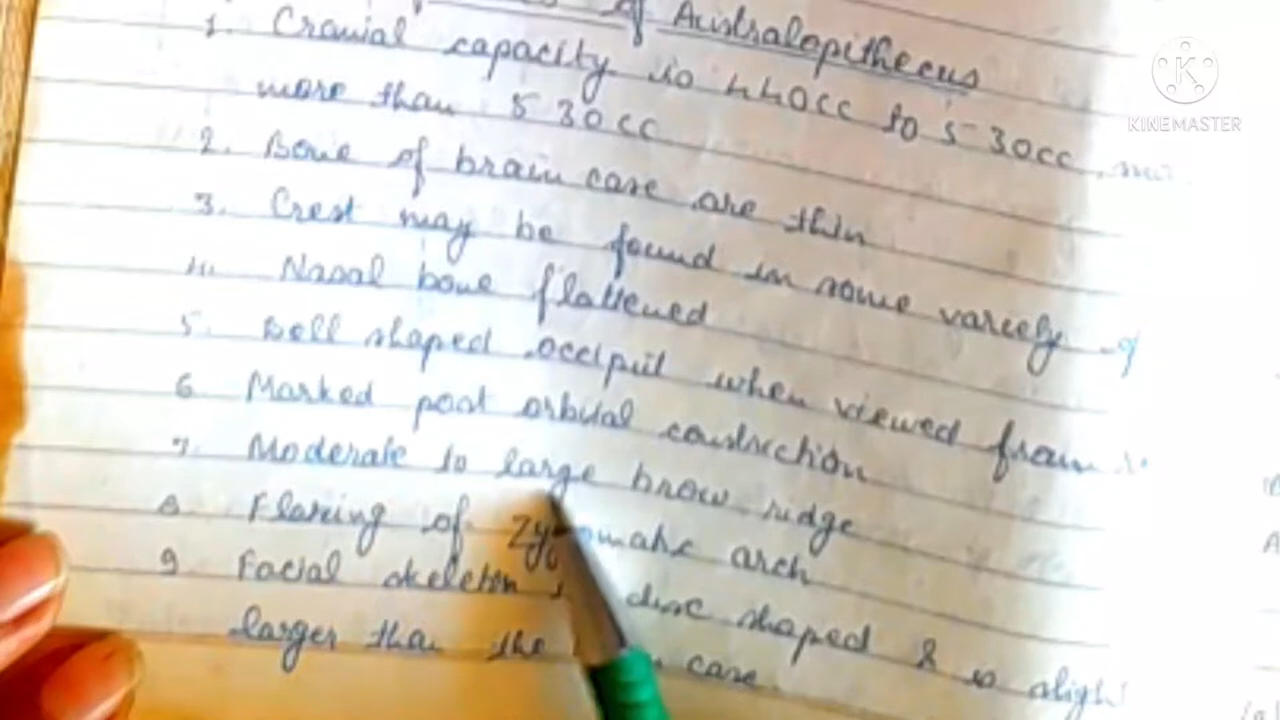 of Australopithecus
1. Cranial capacity is 440cc to 530cc,
more than 530cc
2. Bone of brain case are thin
3. Crest may be found in some variety of
4. Nasal bone flattened
5. Bell shaped occiput when viewed from
6 Marked post orbital constriction
7. Moderate to large brow ridge
8 Flaring of Zygomatic arch
9 Facial skeleton disc shaped & is
larger than the case.
KINEMASTER